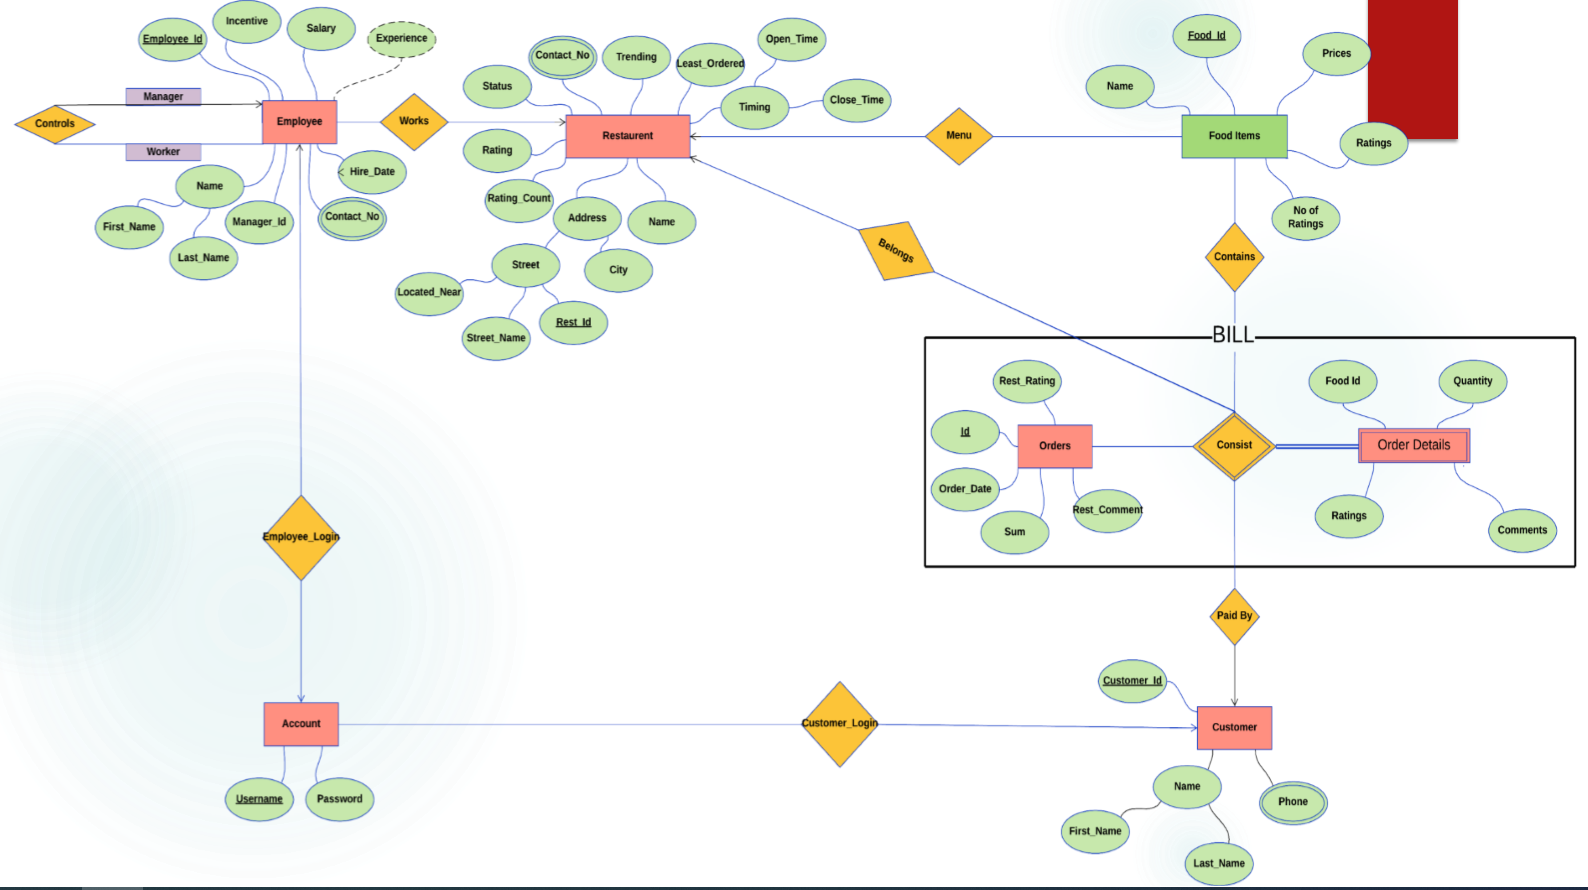 Employee_Id
Incentive
Salary
Experience
Manager
Controls
Employee
Works
Worker
Name
Hire_Date
First_Name
Manager_Id
Contact_No
Last_Name
Contact_No
Trending
Least_Ordered
Open_Time
Status
Timing
Close_Time
Restaurent
Rating
Rating_Count
Address
Name
Street
City
Located_Near
Rest_Id
Street_Name
Menu
Food_Id
Prices
Name
Food Items
Ratings
No of
Ratings
Belongs
Contains
BILL
Rest_Rating
Food Id
Quantity
Id
Orders
Consist
Order Details
Order_Date
Rest_Comment
Sum
Ratings
Comments
Employee_Login
Paid By
Customer_Id
Account
Customer_Login
Customer
Username
Password
Name
Phone
First_Name
Last_Name